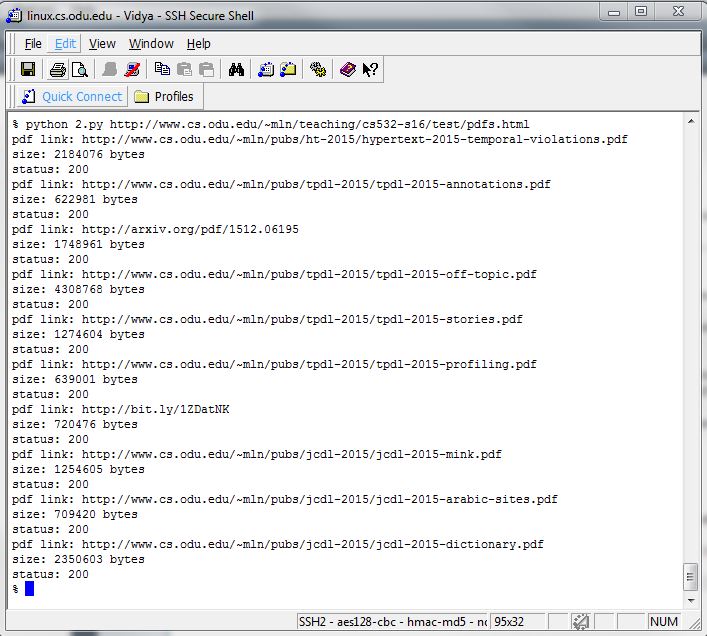 linux.cs.odu.edu - Vidya - SSH Secure Shell
File Edit View Window Help
Quick Connect Profiles
% python 2.py http://www.cs.odu.edu/~mln/teaching/cs532-s16/test/pdfs.html
pdf link: http://www.cs.odu.edu/~mln/pubs/ht-2015/hypertext-2015-temporal-violations.pdf
size: 2184076 bytes
status: 200
pdf link: http://www.cs.odu.edu/~mln/pubs/tpdl-2015/tpdl-2015-annotations.pdf
size: 622981 bytes
status: 200
pdf link: http://arxiv.org/pdf/1512.06195
size: 1748961 bytes
status: 200
pdf link: http://www.cs.odu.edu/~mln/pubs/tpdl-2015/tpdl-2015-off-topic.pdf
size: 4308768 bytes
status: 200
pdf link: http://www.cs.odu.edu/~mln/pubs/tpdl-2015/tpdl-2015-stories.pdf
size: 1274604 bytes
status: 200
pdf link: http://www.cs.odu.edu/~mln/pubs/tpdl-2015/tpdl-2015-profiling.pdf
size: 639001 bytes
status: 200
pdf link: http://bit.ly/1ZDatNK
size: 720476 bytes
status: 200
pdf link: http://www.cs.odu.edu/~mln/pubs/jcdl-2015/jcdl-2015-mink.pdf
size: 1254605 bytes
status: 200
pdf link: http://www.cs.odu.edu/~mln/pubs/jcdl-2015/jcdl-2015-arabic-sites.pdf
size: 709420 bytes
status: 200
pdf link: http://www.cs.odu.edu/~mln/pubs/jcdl-2015/jcdl-2015-dictionary.pdf
size: 2350603 bytes
status: 200
%
SSH2 - aes128-cbc - hmac-md5 - nc 95x32 NUM